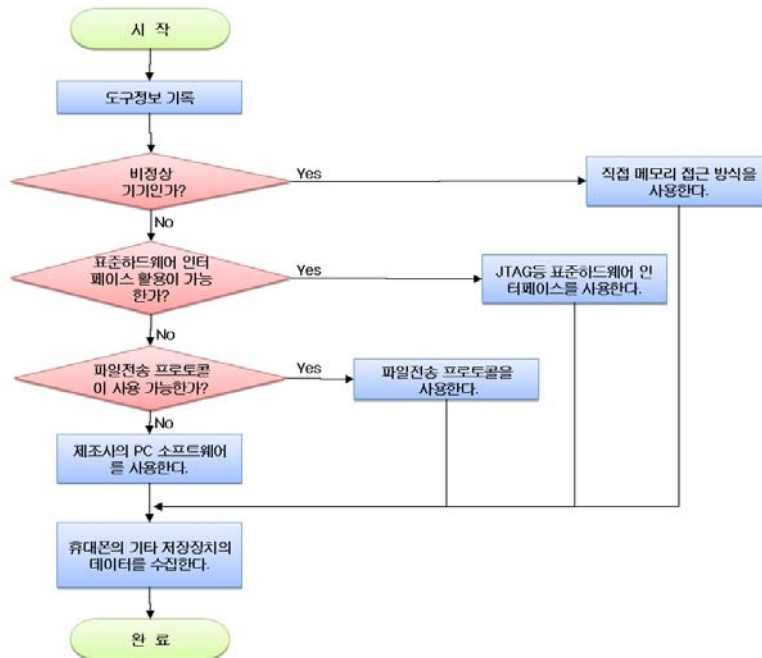 시 작
도구정보 기록
비정상
기기인가?
Yes
직접 메모리 접근 방식을
사용한다.
No
표준하드웨어 인터
페이스 활용이 가능
한가?
Yes
JTAG등 표준하드웨어 인
터페이스를 사용한다.
No
파일전송 프로토콜
이 사용 가능한가?
Yes
파일전송 프로토콜을
사용한다.
No
제조사의 PC 소프트웨어
를 사용한다.
휴대폰의 기타 저장장치의
데이터를 수집한다.
완 료